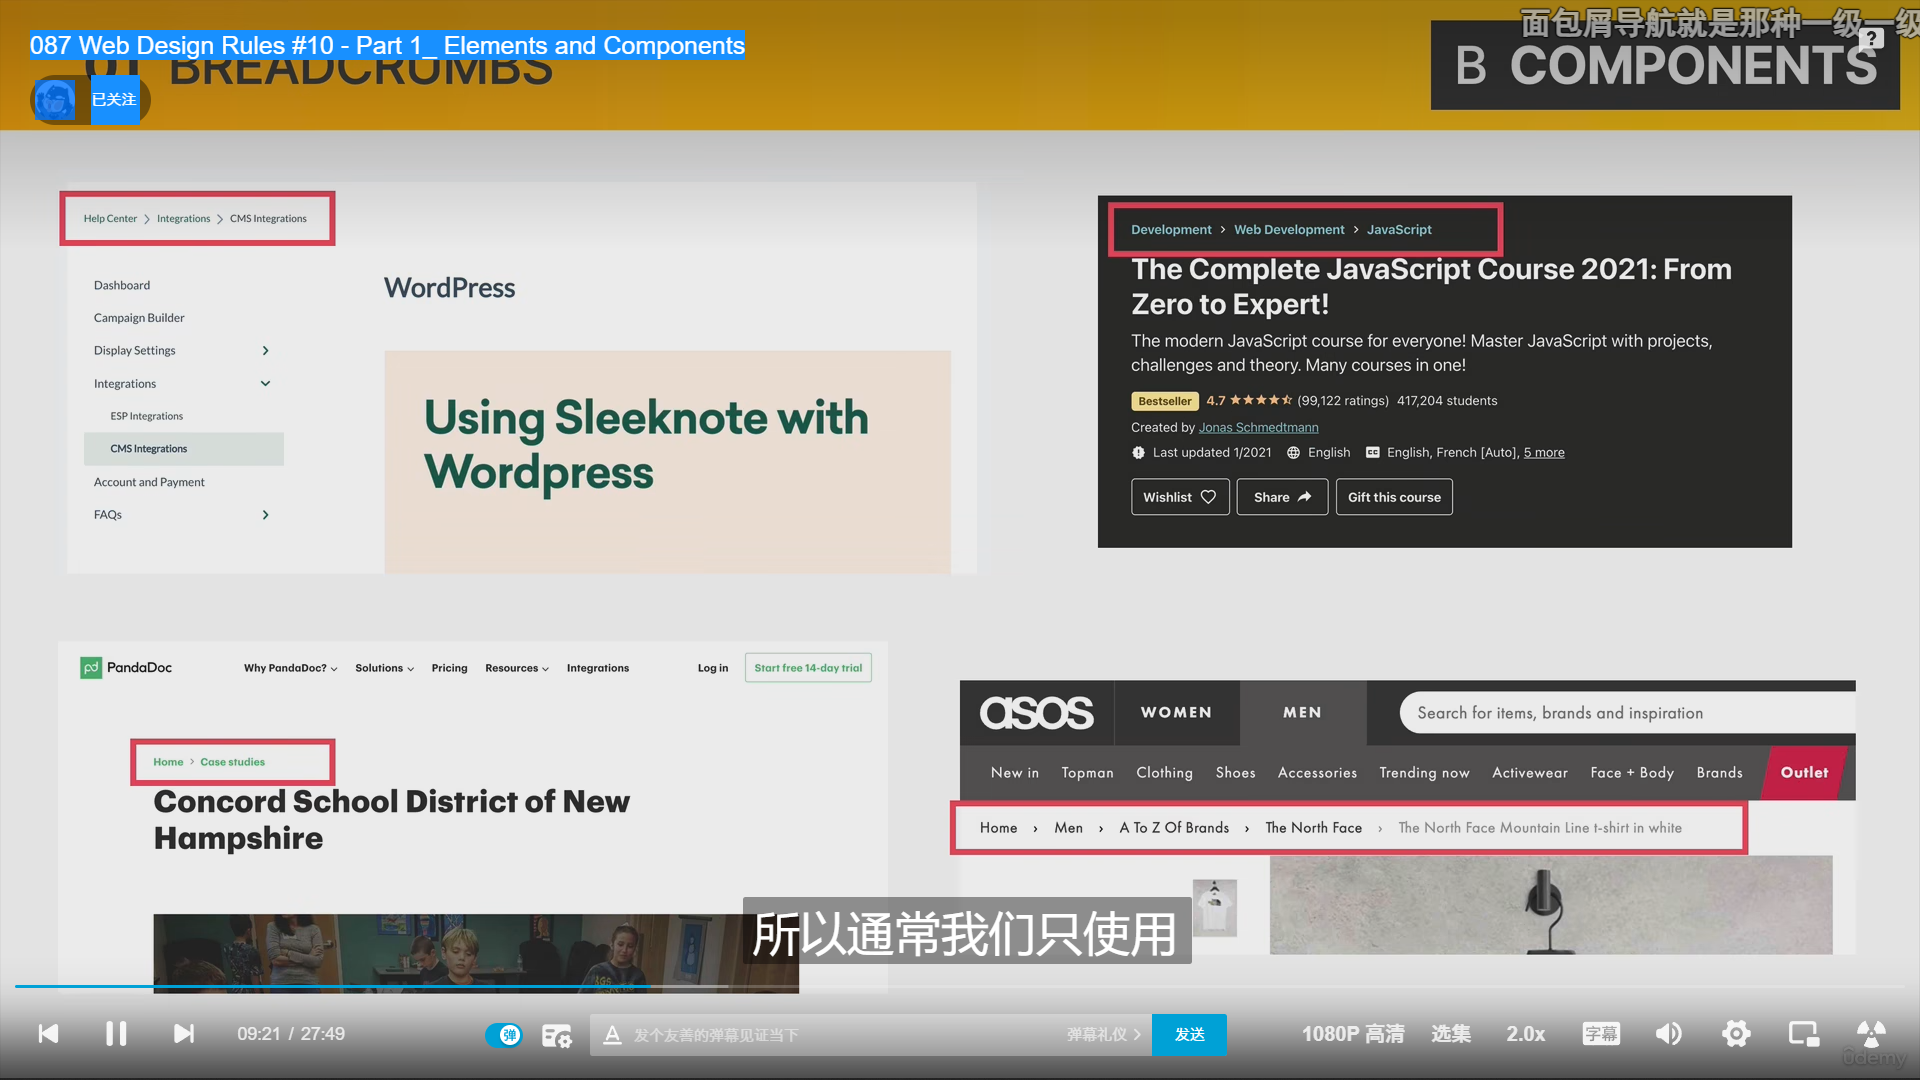 面包屑导航就是那种一级一级
087 Web Design Rules #10 - Part 1_ Elements and Components
01 BREADCRUMBS
B COMPONENTS
已关注
Help Center > Integrations > CMS Integrations
Dashboard
Campaign Builder
Display Settings
Integrations
ESP Integrations
CMS Integrations
Account and Payment
FAQs
WordPress
Using Sleeknote with
Wordpress
Development > Web Development > JavaScript
The Complete JavaScript Course 2021: From
Zero to Expert!
The modern JavaScript course for everyone! Master JavaScript with projects,
challenges and theory. Many courses in one!
Bestseller 4.7 (99,122 ratings) 417,204 students
Created by Jonas Schmedtmann
Last updated 1/2021 English CC English, French [Auto], 5 more
Wishlist Share Gift this course
pd PandaDoc Why PandaDoc? Solutions Pricing Resources Integrations Log in Start free 14-day trial
Home > Case studies
Concord School District of New
Hampshire
asos WOMEN MEN Search for items, brands and inspiration
New in Topman Clothing Shoes Accessories Trending now Activewear Face + Body Brands Outlet
Home > Men > A To Z Of Brands > The North Face > The North Face Mountain Line t-shirt in white
所以通常我们只使用
09:21 / 27:49 弹 A 发个友善的弹幕见证当下 弹幕礼仪 > 发送 1080P 高清 选集 2.0x 字幕
ûdemy